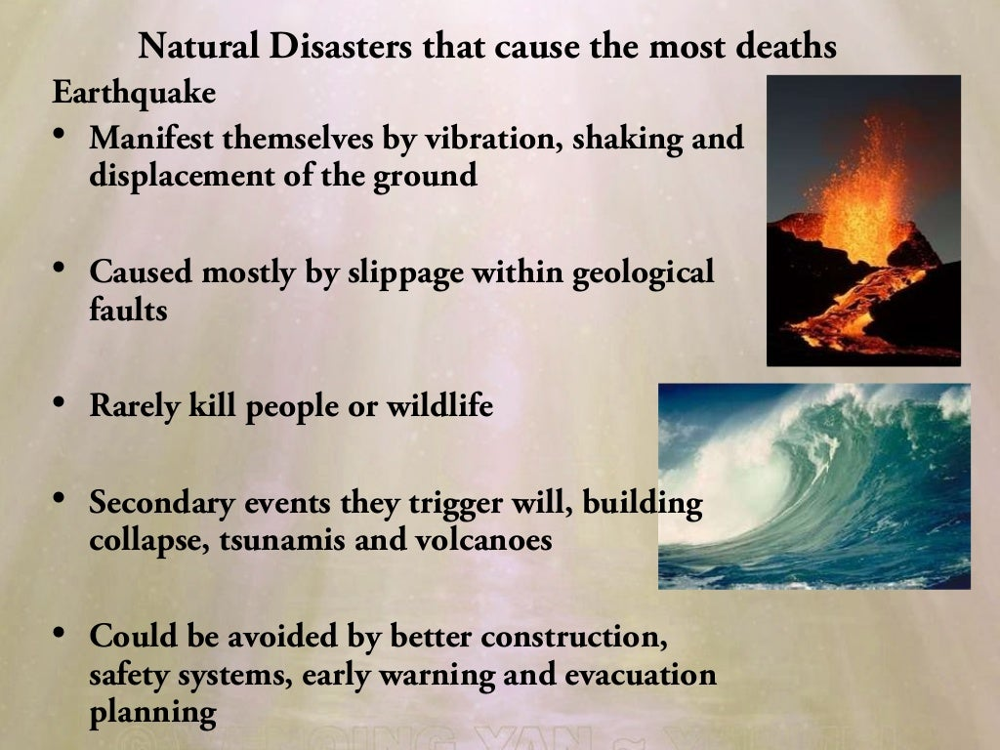 Natural Disasters that cause the most deaths
Earthquake
• Manifest themselves by vibration, shaking and
displacement of the ground
• Caused mostly by slippage within geological
faults
• Rarely kill people or wildlife
• Secondary events they trigger will, building
collapse, tsunamis and volcanoes
• Could be avoided by better construction,
safety systems, early warning and evacuation
planning